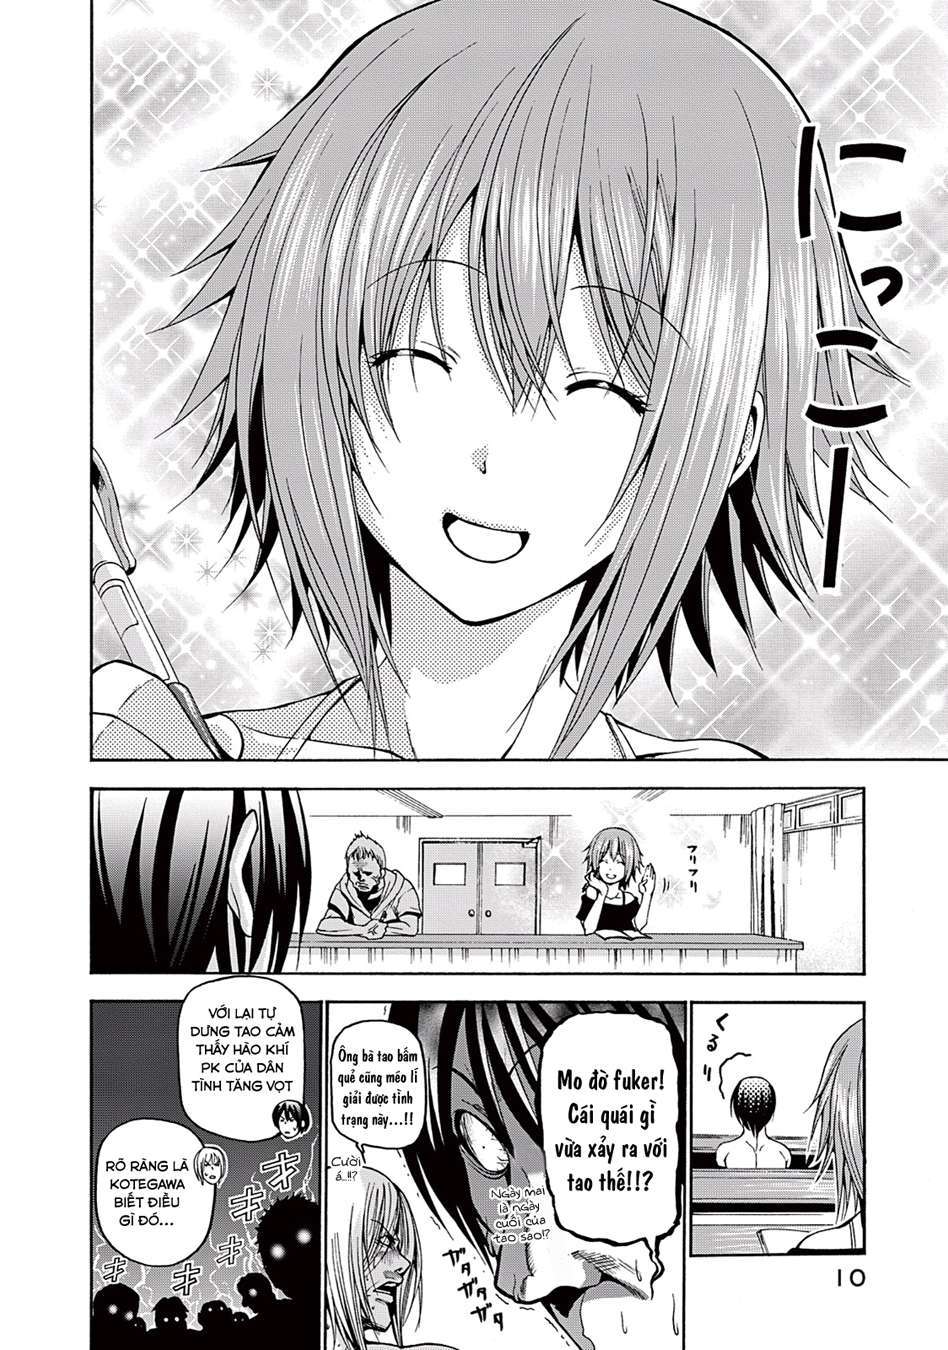 にっこーっ
フリフリ
くるり
Mo đờ fuker!
Cái quái gì
vừa xảy ra với
tao thế!!?
Ngày mai
là ngày
cuối của
tao sao!?
Ông bà tao bấm
quẻ cũng méo lí
giải được tình
trạng này...!!
Cười
á..!!?
ガタガタガタ
VỚI LẠI TỰ
DƯNG TAO CẢM
THẤY HÀO KHÍ
PK CỦA DÂN
TÌNH TĂNG VỌT
RÕ RÀNG LÀ
KOTEGAWA
BIẾT ĐIỀU
GÌ ĐÓ...
オオ
オオ
オオ
10